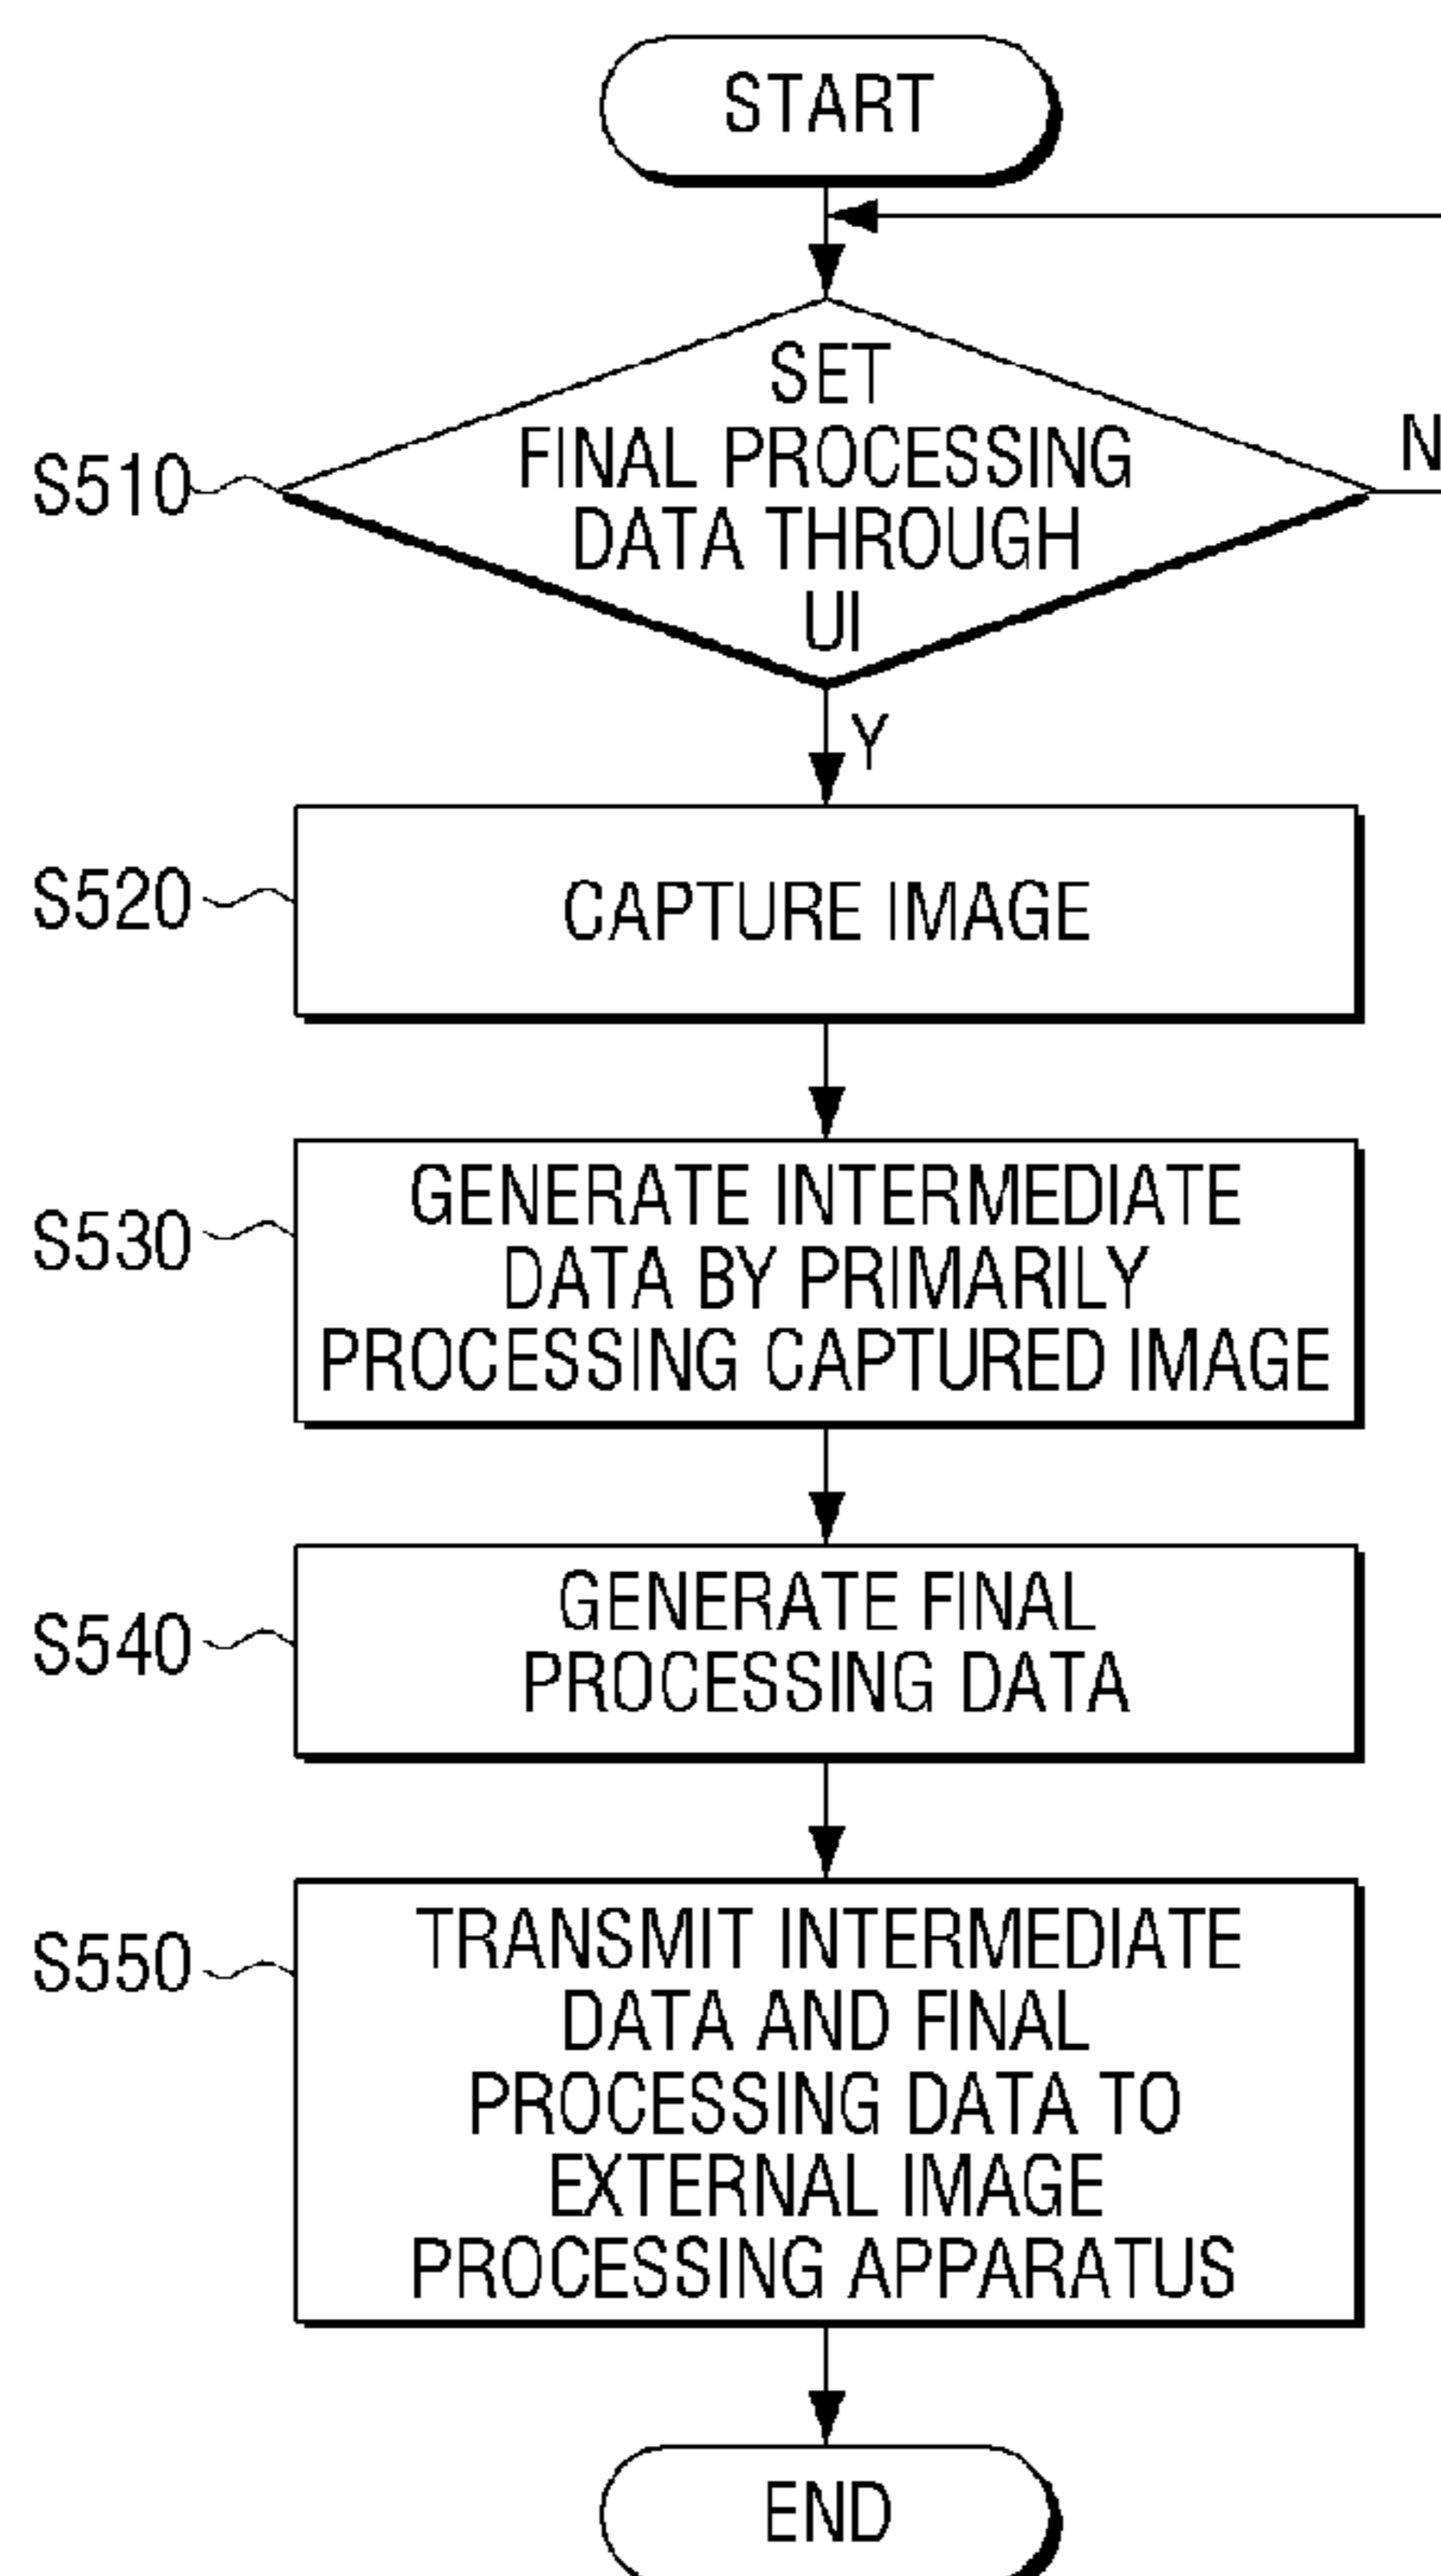 START
SET
FINAL PROCESSING
DATA THROUGH
UI
S510
N
Y
S520
CAPTURE IMAGE
S530
GENERATE INTERMEDIATE
DATA BY PRIMARILY
PROCESSING CAPTURED IMAGE
S540
GENERATE FINAL
PROCESSING DATA
S550
TRANSMIT INTERMEDIATE
DATA AND FINAL
PROCESSING DATA TO
EXTERNAL IMAGE
PROCESSING APPARATUS
END